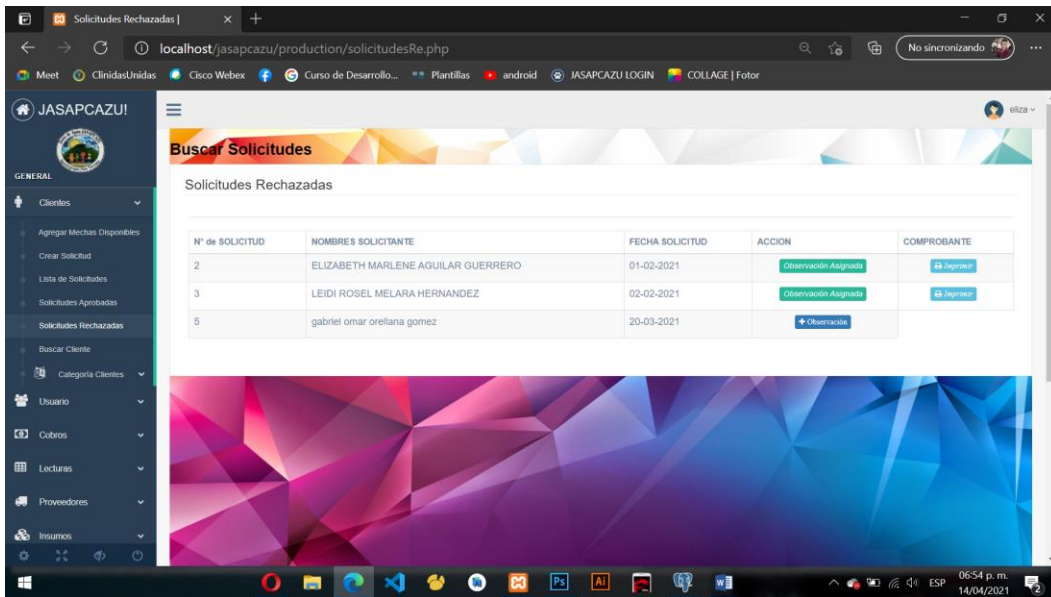 Solicitudes Rechazadas |
localhost/jasapcazu/production/solicitudesRe.php
No sincronizando
Meet
ClinidasUnidas
Cisco Webex
Curso de Desarrollo...
Plantillas
android
JASAPCAZU LOGIN
COLLAGE | Fotor
JASAPCAZU!
eliza
GENERAL
Clientes
Agregar Mechas Disponibles
Crear Solicitud
Lista de Solicitudes
Solicitudes Aprobadas
Solicitudes Rechazadas
Buscar Cliente
Categoria Clientes
Usuario
Cobros
Lecturas
Proveedores
Insumos
Buscar Solicitudes
Solicitudes Rechazadas
N° de SOLICITUD NOMBRES SOLICITANTE FECHA SOLICITUD ACCION COMPROBANTE
2 ELIZABETH MARLENE AGUILAR GUERRERO 01-02-2021 Observación Asignada Imprimir
3 LEIDI ROSEL MELARA HERNANDEZ 02-02-2021 Observación Asignada Imprimir
5 gabriel omar orellana gomez 20-03-2021 + Observación
Ps
Ai
ESP
06:54 p. m.
14/04/2021
2